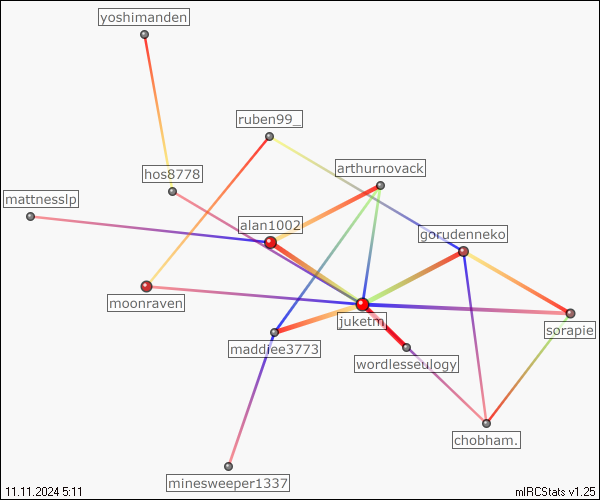 yoshimanden
ruben99_
arthurnovack
hos8778
mattnesslp
alan1002
gorudenneko
moonraven
juketm
sorapie
maddiee3773
wordlesseulogy
chobham.
minesweeper1337
11.11.2024 5:11
mIRCStats v1.25